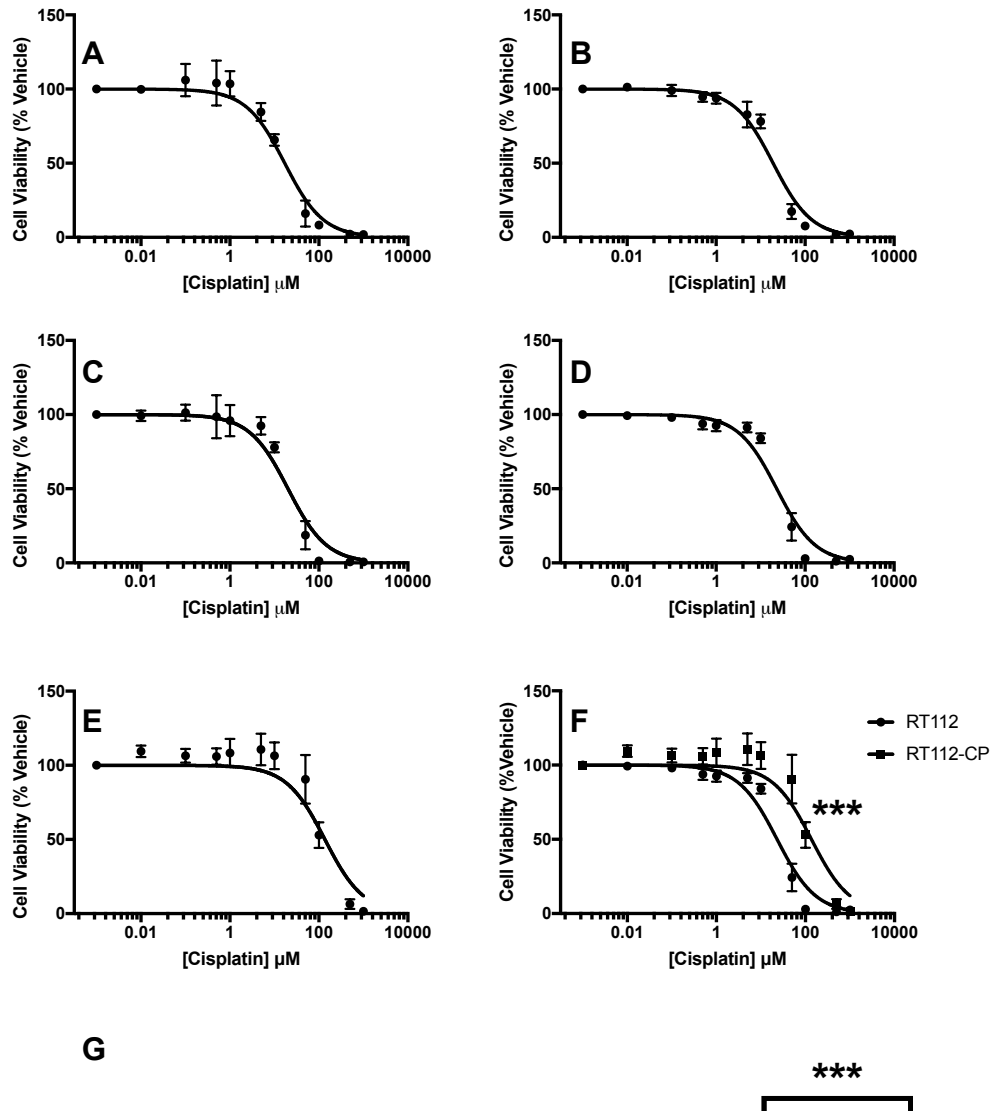 A
150
100
50
0
Cell Viability (% Vehicle)
0.01 1 100 10000
[Cisplatin] μM
B
150
100
50
0
Cell Viability (% Vehicle)
0.01 1 100 10000
[Cisplatin] μM
C
150
100
50
0
Cell Viability (% Vehicle)
0.01 1 100 10000
[Cisplatin] μM
D
150
100
50
0
Cell Viability (% Vehicle)
0.01 1 100 10000
[Cisplatin] μM
E
150
100
50
0
Cell Viability (% Vehicle)
0.01 1 100 10000
[Cisplatin] µM
F
150
100
50
0
Cell Viability (%Vehicle)
0.01 1 100 10000
[Cisplatin] µM
RT112
RT112-CP
***
G
***